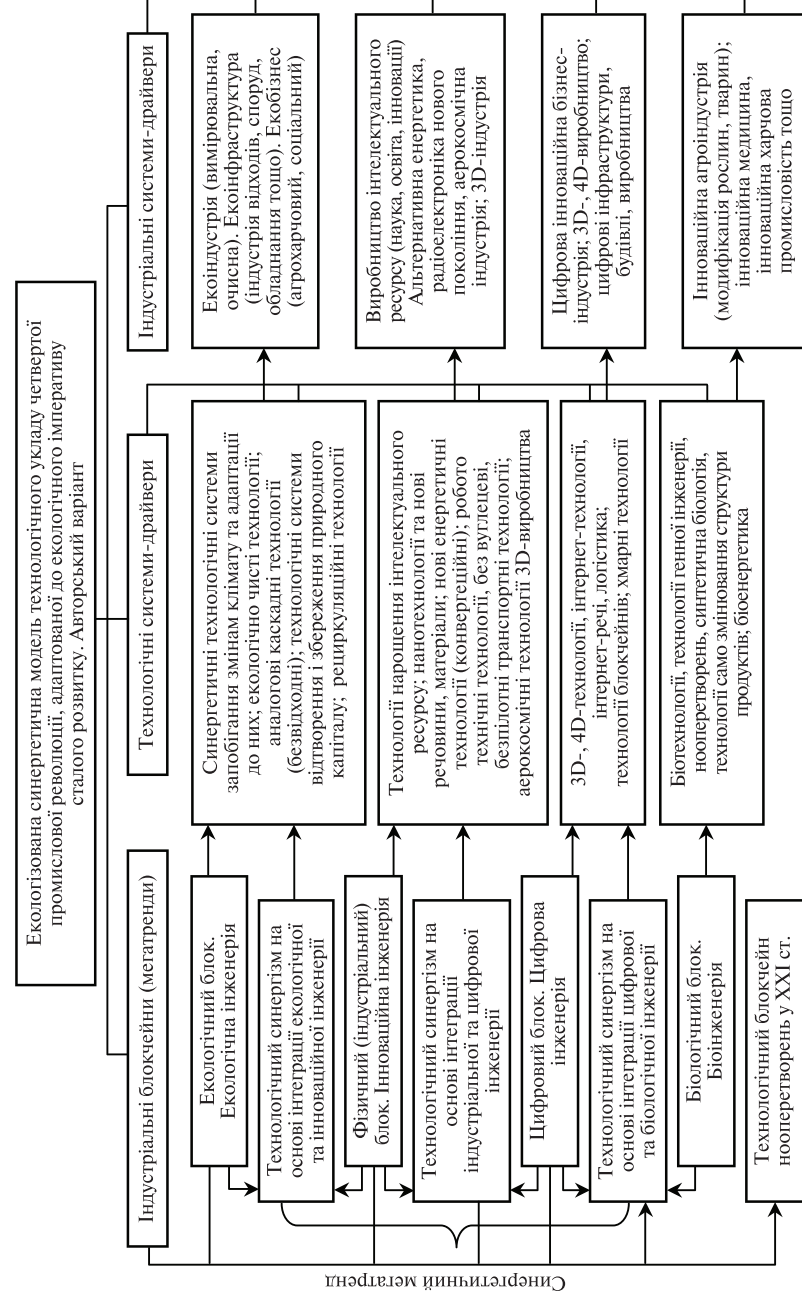 Екологізована синергетична модель технологічного укладу четвертої
промислової революції, адаптованої до екологічного імперативу
сталого розвитку. Авторський варіант
Індустріальні блокчейни (мегатренди)
Технологічні системи-драйвери
Індустріальні системи-драйвери
Синергетичний мегатренд
Екологічний блок.
Екологічна інженерія
Технологічний синергізм на
основі інтеграції екологічної
та інноваційної інженерії
Фізичний (індустріальний)
блок. Інноваційна інженерія
Технологічний синергізм на
основі інтеграції
індустріальної та цифрової
інженерії
Цифровий блок. Цифрова
інженерія
Технологічний синергізм на
основі інтеграції цифрової
та біологічної інженерії
Біологічний блок.
Біоінженерія
Технологічний блокчейн
нооперетворень у XXI ст.
Синергетичні технологічні системи
запобігання змінам клімату та адаптації
до них; екологічно чисті технології;
аналогові каскадні технології
(безвідходні); технологічні системи
відтворення і збереження природного
капіталу; рециркуляційні технології
Технології нарощення інтелектуального
ресурсу; нанотехнології та нові
речовини, матеріали; нові енергетичні
технології (конвергеційні); робото
технічні технології, без вуглецеві,
безпілотні транспортні технології;
аерокосмічні технології 3D-виробництва
3D-, 4D-технології, інтернет-технології,
інтернет-речі, логістика;
технології блокчейнів; хмарні технології
Біотехнології, технології генної інженерії,
нооперетворень, синтетична біологія,
технології само змінювання структури
продуктів; біоенергетика
Екоіндустрія (вимірювальна,
очисна). Екоінфраструктура
(індустрія відходів, споруд,
обладнання тощо). Екобізнес
(агрохарчовий, соціальний)
Виробництво інтелектуального
ресурсу (наука, освіта, інновації)
Альтернативна енергетика,
радіоелектроніка нового
покоління, аерокосмічна
індустрія; 3D-індустрія
Цифрова інноваційна бізнес-
індустрія; 3D-, 4D-виробництво;
цифрові інфраструктури,
будівлі, виробництва
Інноваційна агроіндустрія
(модифікація рослин, тварин);
інноваційна медицина,
інноваційна харчова
промисловість тощо